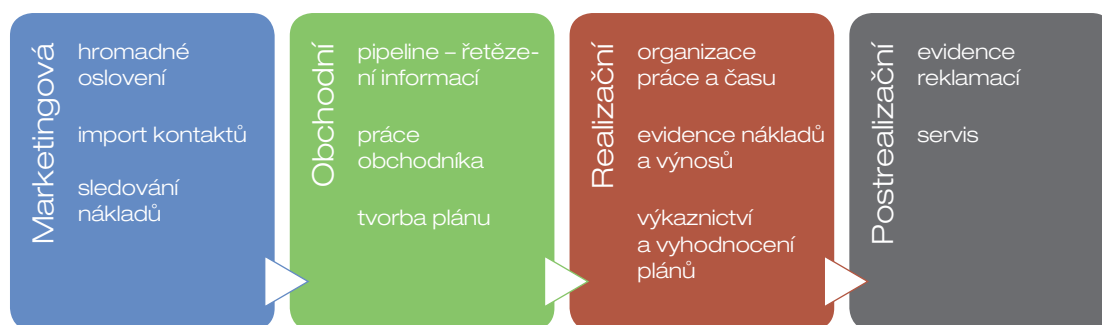 Marketingová
hromadné
oslovení
import kontaktů
sledování
nákladů
Obchodní
pipeline – řetěze-
ní informací
práce
obchodníka
tvorba plánu
Realizační
organizace
práce a času
evidence nákladů
a výnosů
výkaznictví
a vyhodnocení
plánů
Postrealizační
evidence
reklamací
servis